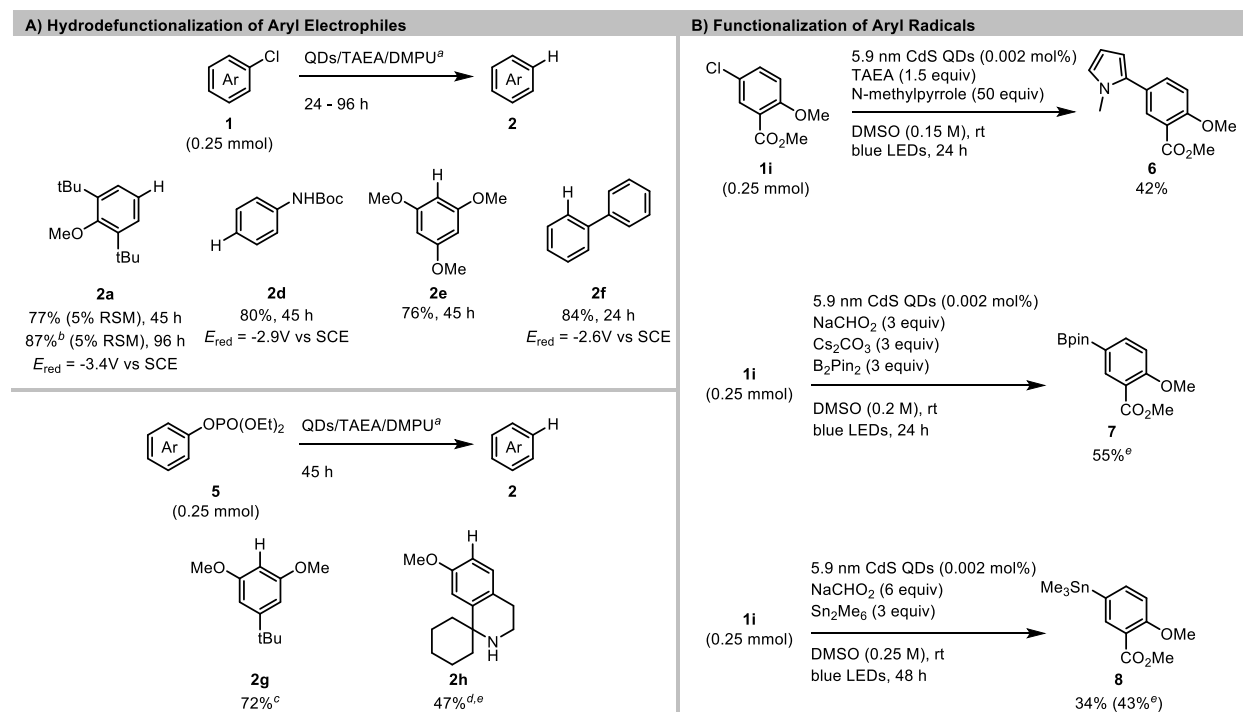 A) Hydrodefunctionalization of Aryl Electrophiles
Ar
Cl
1
(0.25 mmol)
QDs/TAEA/DMPUᵃ
24 - 96 h
Ar
H
2
tBu
H
MeO
tBu
2a
77% (5% RSM), 45 h
87%ᵇ (5% RSM), 96 h
Ered = -3.4V vs SCE
NHBoc
H
2d
80%, 45 h
Ered = -2.9V vs SCE
H
MeO
OMe
OMe
2e
76%, 45 h
H
2f
84%, 24 h
Ered = -2.6V vs SCE
OPO(OEt)₂
Ar
5
(0.25 mmol)
QDs/TAEA/DMPUᵃ
45 h
Ar
H
2
H
MeO
OMe
tBu
2g
72%ᶜ
H
MeO
N
H
2h
47%ᵈ,ᵉ
B) Functionalization of Aryl Radicals
Cl
OMe
CO₂Me
1i
(0.25 mmol)
5.9 nm CdS QDs (0.002 mol%)
TAEA (1.5 equiv)
N-methylpyrrole (50 equiv)
DMSO (0.15 M), rt
blue LEDs, 24 h
N
OMe
CO₂Me
6
42%
1i
(0.25 mmol)
5.9 nm CdS QDs (0.002 mol%)
NaCHO₂ (3 equiv)
Cs₂CO₃ (3 equiv)
B₂Pin₂ (3 equiv)
DMSO (0.2 M), rt
blue LEDs, 24 h
BPin
OMe
CO₂Me
7
55%ᵉ
1i
(0.25 mmol)
5.9 nm CdS QDs (0.002 mol%)
NaCHO₂ (6 equiv)
Sn₂Me₆ (3 equiv)
DMSO (0.25 M), rt
blue LEDs, 48 h
Me₃Sn
OMe
CO₂Me
8
34% (43%ᵉ)